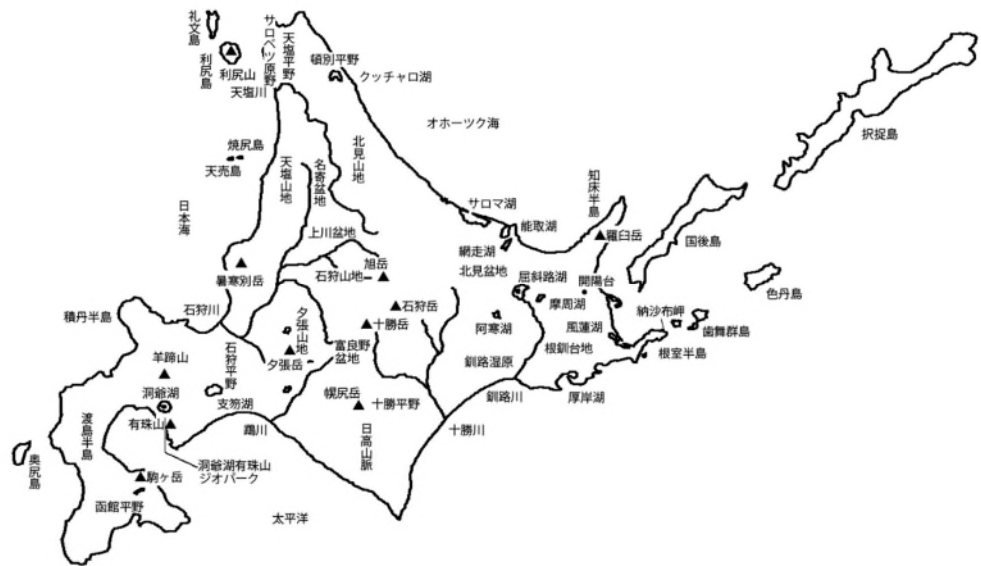 礼文島
利尻島
利尻山
サロベツ原野
天塩平野
天塩川
頓別平野
クッチャロ湖
オホーツク海
択捉島
焼尻島
天売島
天塩山地
名寄盆地
北見山地
日本海
上川盆地
サロマ湖
能取湖
知床半島
羅臼岳
国後島
網走湖
北見盆地
暑寒別岳
石狩山地
旭岳
屈斜路湖
開陽台
色丹島
積丹半島
石狩川
夕張山地
石狩岳
十勝岳
摩周湖
納沙布岬
歯舞群島
阿寒湖
風蓮湖
根釧台地
根室半島
羊蹄山
石狩平野
夕張岳
富良野
盆地
釧路湿原
洞爺湖
支笏湖
幌尻岳
十勝平野
釧路川
厚岸湖
有珠山
鵡川
日高山脈
十勝川
渡島半島
奥尻島
洞爺湖有珠山
ジオパーク
駒ヶ岳
函館平野
太平洋